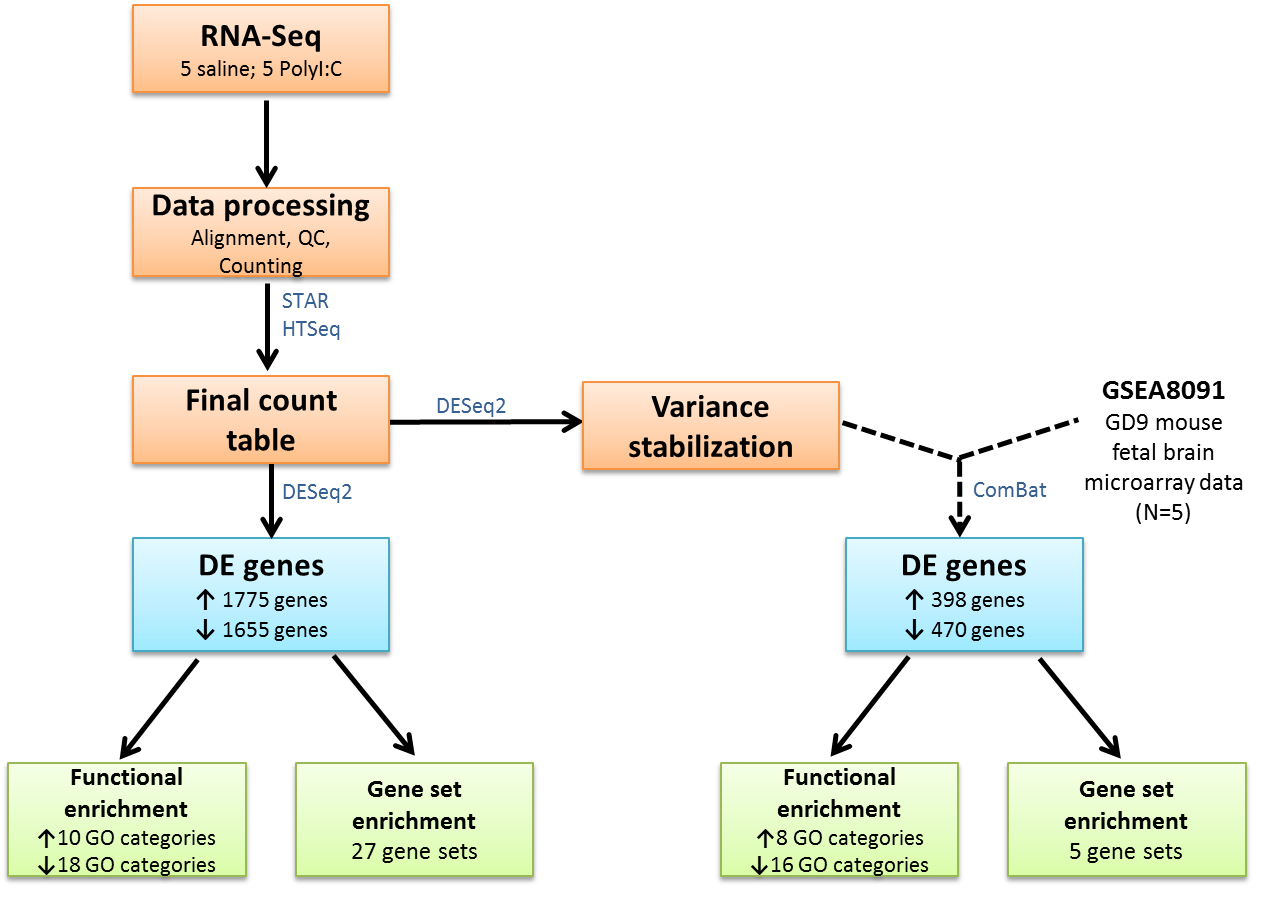 RNA-Seq
5 saline; 5 PolyI:C
Data processing
Alignment, QC,
Counting
STAR
HTSeq
Final count
table
DESeq2
Variance
stabilization
GSEA8091
GD9 mouse
fetal brain
microarray data
(N=5)
DESeq2
ComBat
DE genes
↑ 1775 genes
↓ 1655 genes
DE genes
↑ 398 genes
↓ 470 genes
Functional
enrichment
↑10 GO categories
↓18 GO categories
Gene set
enrichment
27 gene sets
Functional
enrichment
↑8 GO categories
↓16 GO categories
Gene set
enrichment
5 gene sets